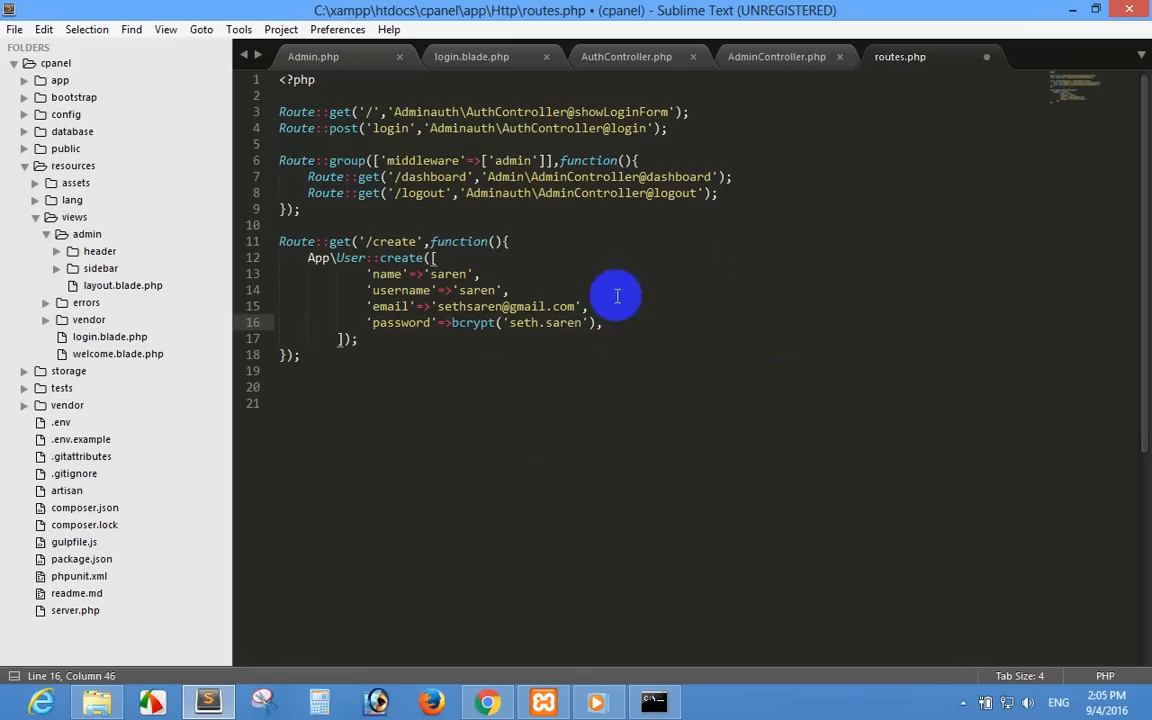 C:\xampp\htdocs\cpanel\app\Http\routes.php • (cpanel) - Sublime Text (UNREGISTERED)
File Edit Selection Find View Goto Tools Project Preferences Help
FOLDERS
cpanel
app
bootstrap
config
database
public
resources
assets
lang
views
admin
header
sidebar
layout.blade.php
errors
vendor
login.blade.php
welcome.blade.php
storage
tests
vendor
.env
.env.example
.gitattributes
.gitignore
artisan
composer.json
composer.lock
gulpfile.js
package.json
phpunit.xml
readme.md
server.php
Admin.php login.blade.php AuthController.php AdminController.php routes.php
1 <?php
2
3 Route::get('/','Adminauth\AuthController@showLoginForm');
4 Route::post('login','Adminauth\AuthController@login');
5
6 Route::group(['middleware'=>['admin']],function(){
7 Route::get('/dashboard','Admin\AdminController@dashboard');
8 Route::get('/logout','Adminauth\AdminController@logout');
9 });
10
11 Route::get('/create',function(){
12 App\User::create([
13 'name'=>'saren',
14 'username'=>'saren',
15 'email'=>'sethsaren@gmail.com',
16 'password'=>bcrypt('seth.saren'),
17 ]);
18 });
19
20
21
Line 16, Column 46 Tab Size: 4 PHP
ENG 2:05 PM
9/4/2016